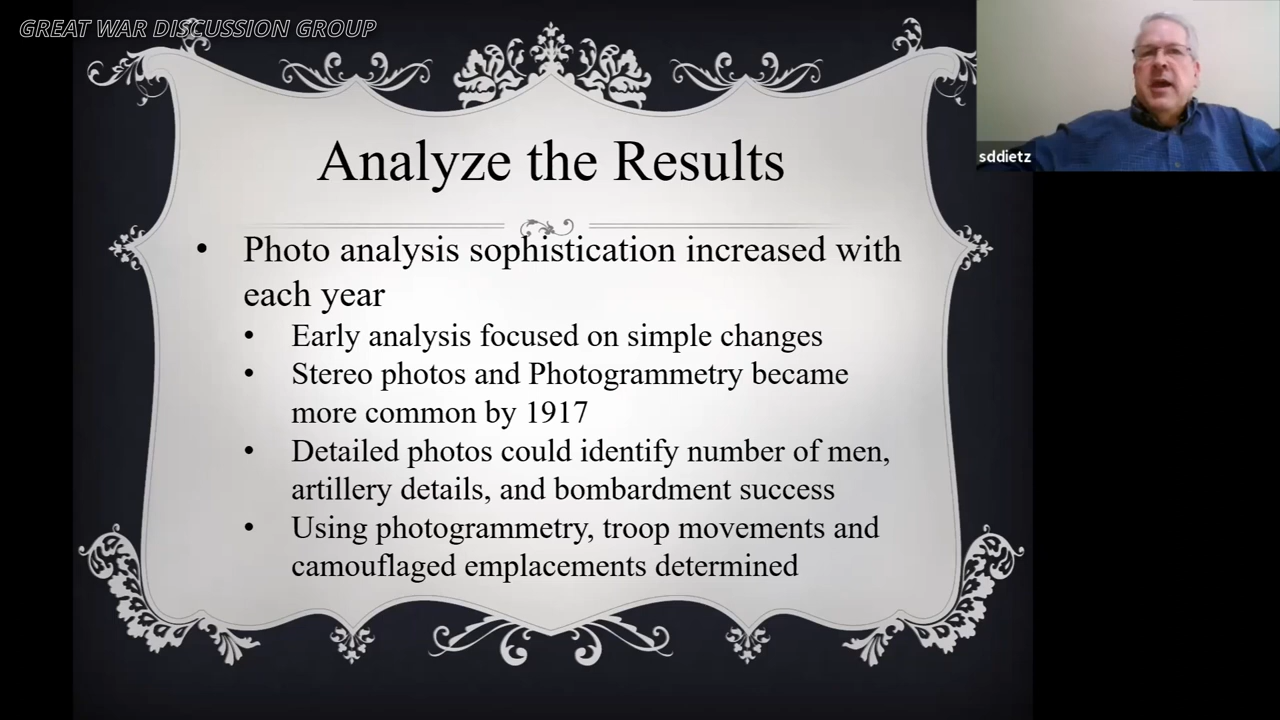 GREAT WAR DISCUSSION GROUP
sddietz
Analyze the Results
• Photo analysis sophistication increased with
each year
• Early analysis focused on simple changes
• Stereo photos and Photogrammetry became
more common by 1917
• Detailed photos could identify number of men,
artillery details, and bombardment success
• Using photogrammetry, troop movements and
camouflaged emplacements determined